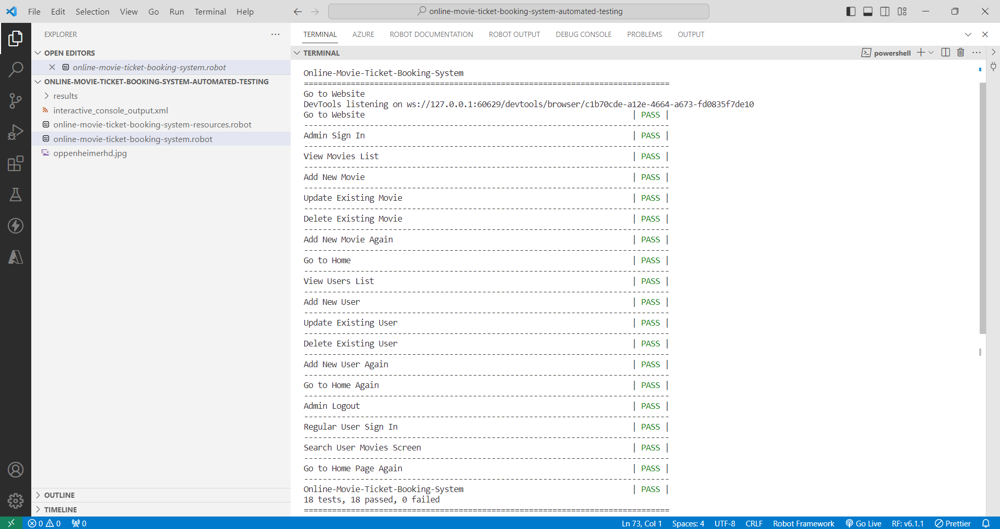 File Edit Selection View Go Run Terminal Help
online-movie-ticket-booking-system-automated-testing
EXPLORER
OPEN EDITORS
online-movie-ticket-booking-system.robot
ONLINE-MOVIE-TICKET-BOOKING-SYSTEM-AUTOMATED-TESTING
results
interactive_console_output.xml
online-movie-ticket-booking-system-resources.robot
online-movie-ticket-booking-system.robot
oppenheimerhd.jpg
OUTLINE
TIMELINE
TERMINAL AZURE ROBOT DOCUMENTATION ROBOT OUTPUT DEBUG CONSOLE PROBLEMS OUTPUT
TERMINAL
powershell
Online-Movie-Ticket-Booking-System
==============================================================================
Go to Website
DevTools listening on ws://127.0.0.1:60629/devtools/browser/c1b70cde-a12e-4664-a673-fd0835f7de10
Go to Website | PASS |
------------------------------------------------------------------------------
Admin Sign In | PASS |
------------------------------------------------------------------------------
View Movies List | PASS |
------------------------------------------------------------------------------
Add New Movie | PASS |
------------------------------------------------------------------------------
Update Existing Movie | PASS |
------------------------------------------------------------------------------
Delete Existing Movie | PASS |
------------------------------------------------------------------------------
Add New Movie Again | PASS |
------------------------------------------------------------------------------
Go to Home | PASS |
------------------------------------------------------------------------------
View Users List | PASS |
------------------------------------------------------------------------------
Add New User | PASS |
------------------------------------------------------------------------------
Update Existing User | PASS |
------------------------------------------------------------------------------
Delete Existing User | PASS |
------------------------------------------------------------------------------
Add New User Again | PASS |
------------------------------------------------------------------------------
Go to Home Again | PASS |
------------------------------------------------------------------------------
Admin Logout | PASS |
------------------------------------------------------------------------------
Regular User Sign In | PASS |
------------------------------------------------------------------------------
Search User Movies Screen | PASS |
------------------------------------------------------------------------------
Go to Home Page Again | PASS |
------------------------------------------------------------------------------
Online-Movie-Ticket-Booking-System | PASS |
18 tests, 18 passed, 0 failed
==============================================================================
0 0 0 Ln 73, Col 1 Spaces: 4 UTF-8 CRLF Robot Framework Go Live RF: v6.1.1 Prettier